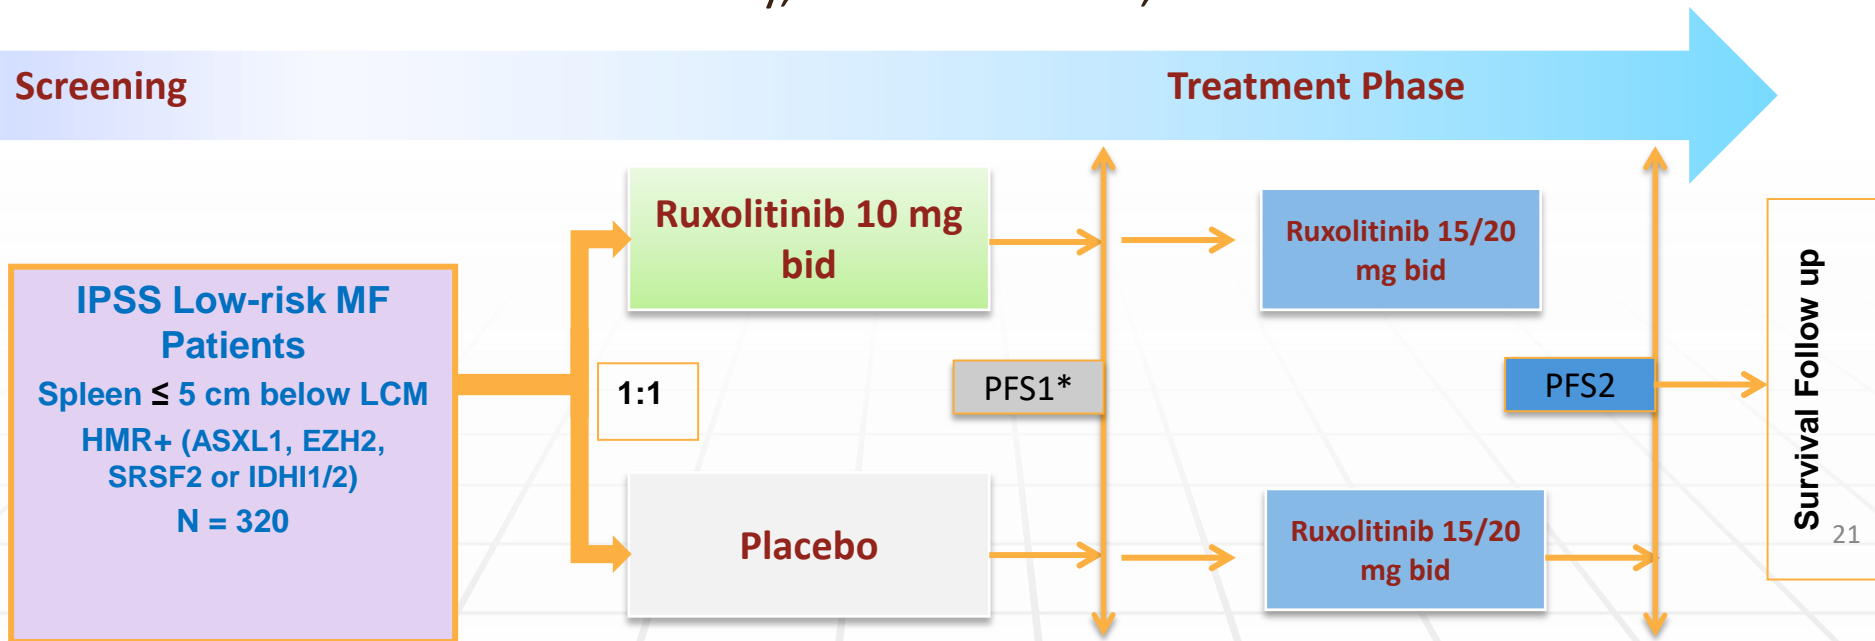 Screening
Treatment Phase
IPSS Low-risk MF
Patients
Spleen ≤ 5 cm below LCM
HMR+ (ASXL1, EZH2,
SRSF2 or IDHI1/2)
N = 320
1:1
Ruxolitinib 10 mg
bid
Placebo
PFS1*
Ruxolitinib 15/20
mg bid
Ruxolitinib 15/20
mg bid
PFS2
Survival Follow up
21